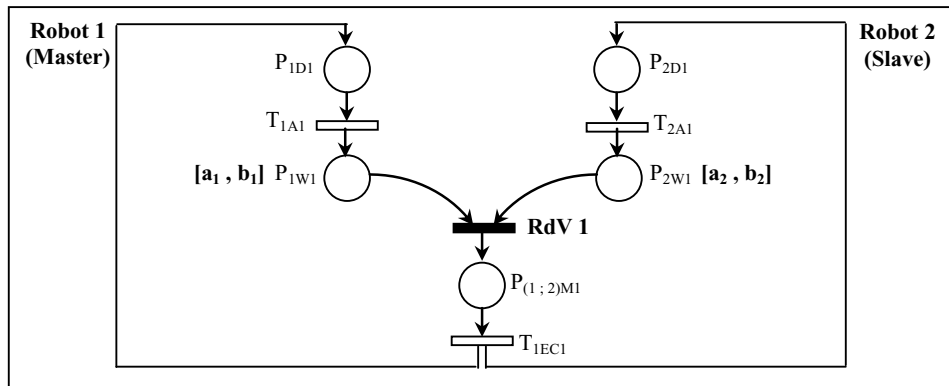 Robot 1
(Master)
Robot 2
(Slave)
P1D1
P2D1
T1A1
T2A1
[a1 , b1] P1W1
P2W1 [a2 , b2]
RdV 1
P(1 ; 2)M1
T1EC1